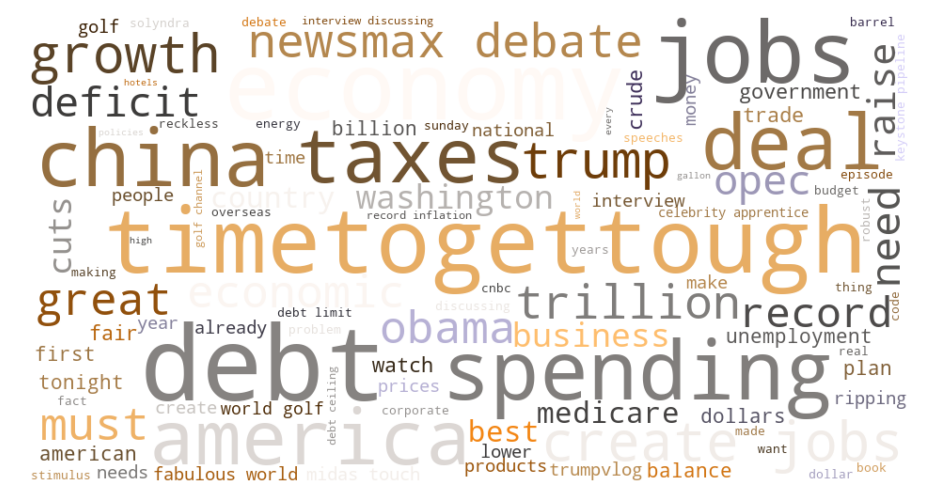 golf solyndra debate interview discussing barrel
growth newsmax debate jobs
hotels economy crude money government keystone pipeline
deficit billion sunday national every trade raise
policies reckless energy speeches
china time taxes trump deal
people country washington interview gallon opec budget episode
cuts golf channel overseas record inflation world celebrity apprentice robust need
high timetogettough years
making cnbc make thing
great economic trillion record code
debt limit discussing
fair year already problem obama business unemployment
first debt watch spending real plan
tonight prices ripping
fact create world golf debt ceiling corporate medicare dollars
must america best create jobs made
american lower want
stimulus needs fabulous world midas touch products trumpvlog balance dollar book